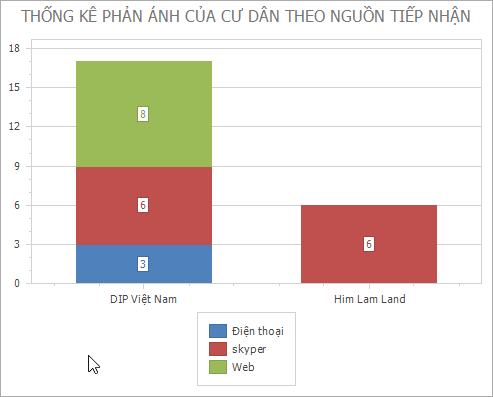 THỐNG KÊ PHẢN ÁNH CỦA CƯ DÂN THEO NGUỒN TIẾP NHẬN
18
15
12
9
6
3
0
8
6
3
6
DIP Việt Nam
Him Lam Land
Điện thoại
skyper
Web